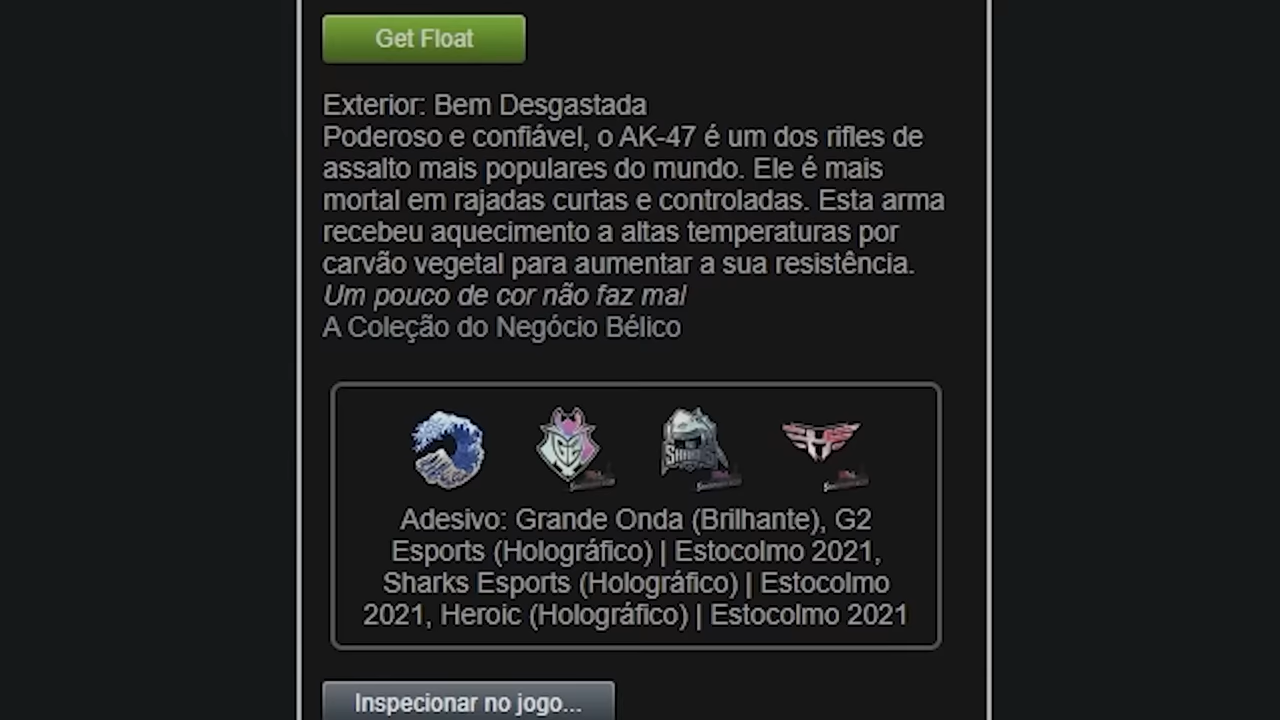 Get Float
Exterior: Bem Desgastada
Poderoso e confiável, o AK-47 é um dos rifles de
assalto mais populares do mundo. Ele é mais
mortal em rajadas curtas e controladas. Esta arma
recebeu aquecimento a altas temperaturas por
carvão vegetal para aumentar a sua resistência.
Um pouco de cor não faz mal
A Coleção do Negócio Bélico
Adesivo: Grande Onda (Brilhante), G2
Esports (Holográfico) | Estocolmo 2021,
Sharks Esports (Holográfico) | Estocolmo
2021, Heroic (Holográfico) | Estocolmo 2021
Inspecionar no jogo...